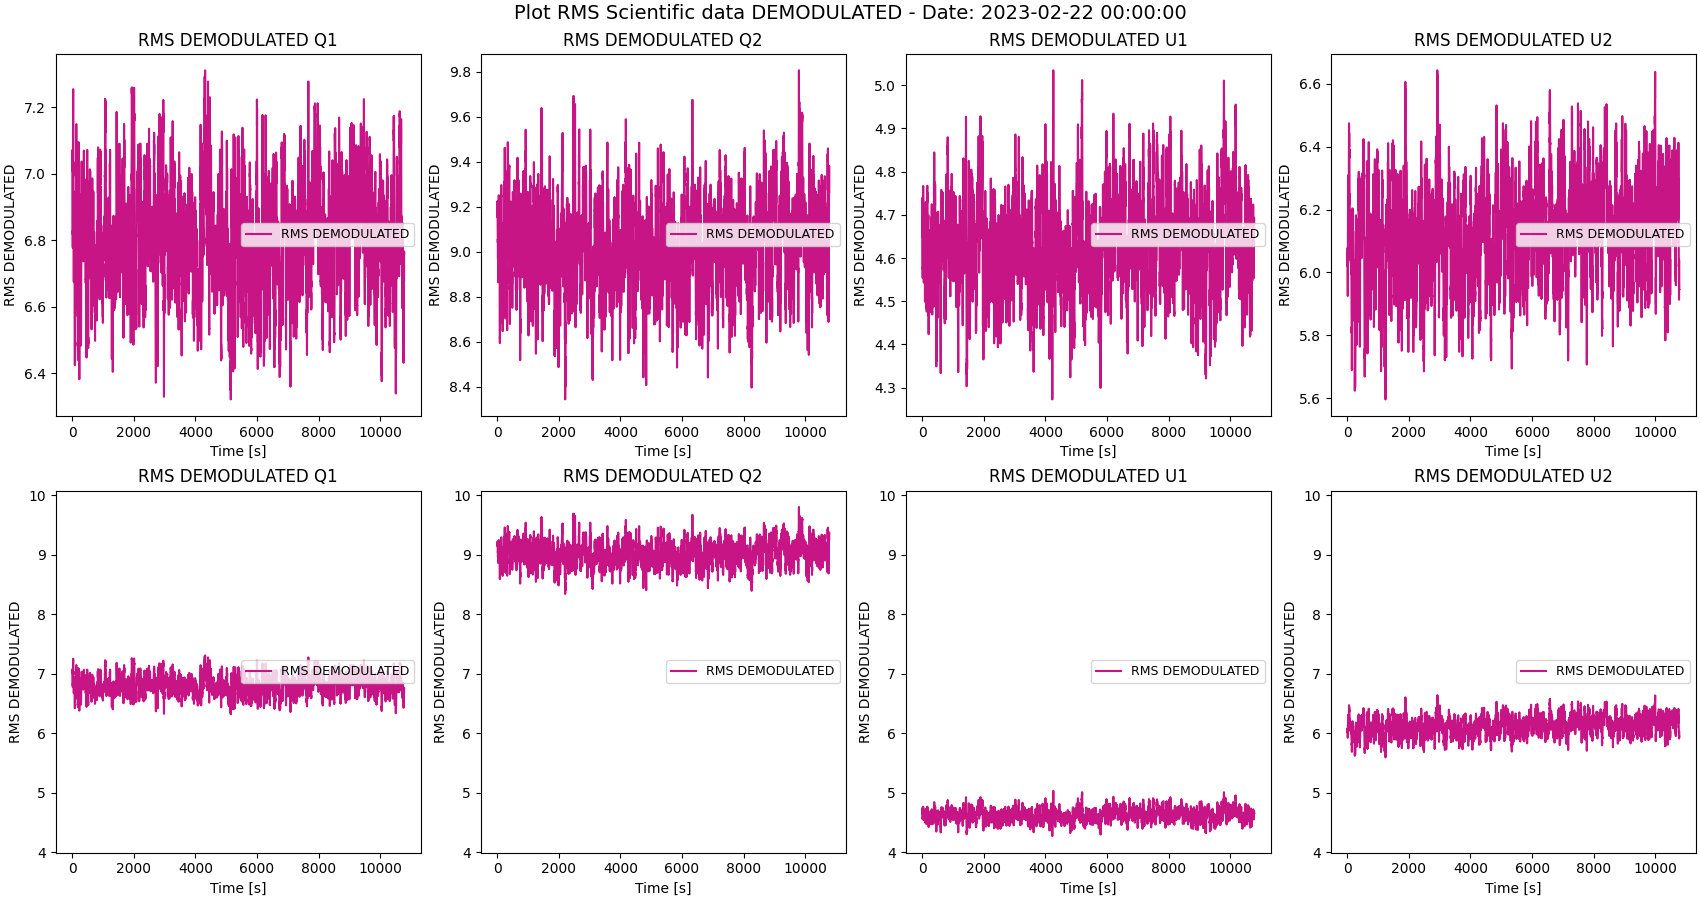 Plot RMS Scientific data DEMODULATED - Date: 2023-02-22 00:00:00
RMS DEMODULATED Q1
RMS DEMODULATED
7.2
7.0
6.8
6.6
6.4
RMS DEMODULATED
0 2000 4000 6000 8000 10000
Time [s]
RMS DEMODULATED Q2
RMS DEMODULATED
9.8
9.6
9.4
9.2
9.0
8.8
8.6
8.4
RMS DEMODULATED
0 2000 4000 6000 8000 10000
Time [s]
RMS DEMODULATED U1
RMS DEMODULATED
5.0
4.9
4.8
4.7
4.6
4.5
4.4
4.3
RMS DEMODULATED
0 2000 4000 6000 8000 10000
Time [s]
RMS DEMODULATED U2
RMS DEMODULATED
6.6
6.4
6.2
6.0
5.8
5.6
RMS DEMODULATED
0 2000 4000 6000 8000 10000
Time [s]
RMS DEMODULATED Q1
RMS DEMODULATED
10
9
8
7
6
5
4
RMS DEMODULATED
0 2000 4000 6000 8000 10000
Time [s]
RMS DEMODULATED Q2
RMS DEMODULATED
10
9
8
7
6
5
4
RMS DEMODULATED
0 2000 4000 6000 8000 10000
Time [s]
RMS DEMODULATED U1
RMS DEMODULATED
10
9
8
7
6
5
4
RMS DEMODULATED
0 2000 4000 6000 8000 10000
Time [s]
RMS DEMODULATED U2
RMS DEMODULATED
10
9
8
7
6
5
4
RMS DEMODULATED
0 2000 4000 6000 8000 10000
Time [s]